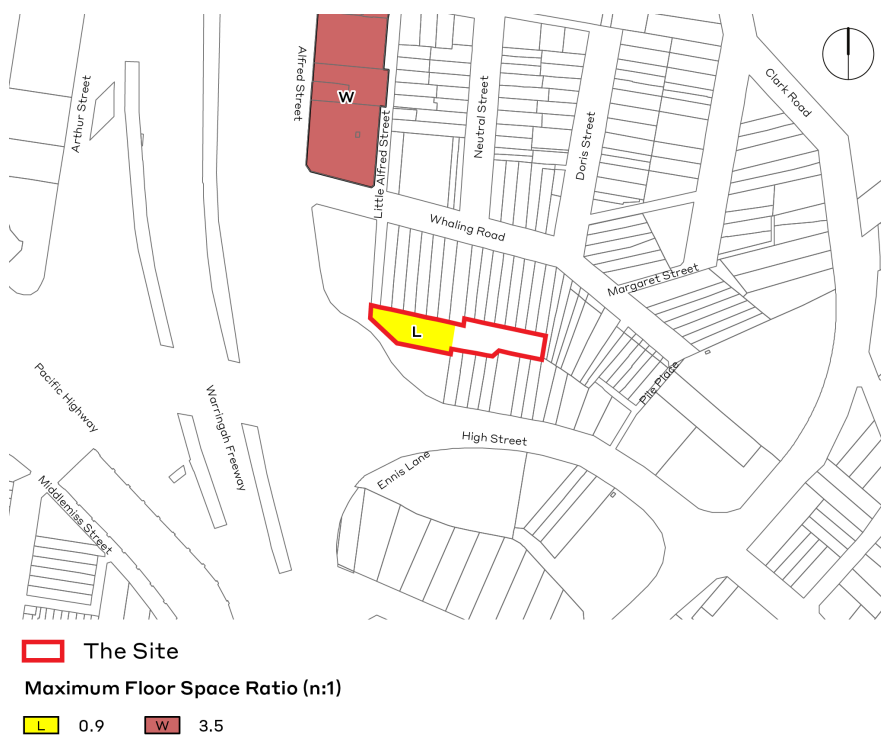 Alfred Street
W
Arthur Street
Little Alfred Street
Neutral Street
Doris Street
Clark Road
Whaling Road
Margaret Street
L
Pile Place
Pacific Highway
Warringah Freeway
High Street
Ennis Lane
Middlemiss Street
The Site
Maximum Floor Space Ratio (n:1)
L 0.9 W 3.5